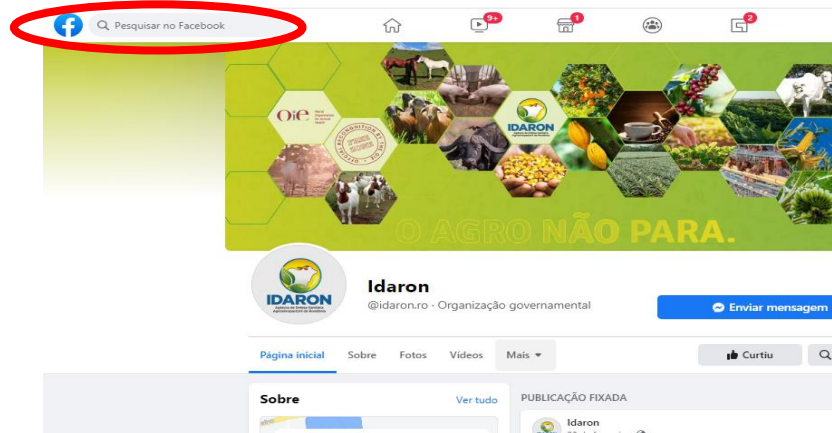 Pesquisar no Facebook
9+
1
2
OiE
IDARON
O AGRO NÃO PARA.
IDARON
Idaron
@idaron.ro · Organização governamental
Enviar mensagem
Página inicial
Sobre
Fotos
Vídeos
Mais
Curtiu
Sobre
Ver tudo
PUBLICAÇÃO FIXADA
Idaron